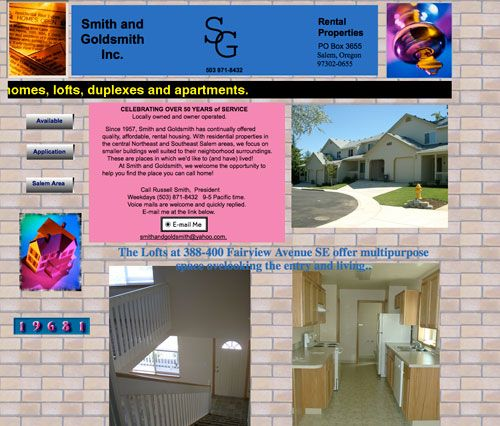 Smith and
Goldsmith
Inc.
SG
503 871-8432
Rental
Properties
PO Box 3655
Salem, Oregon
97302-0655
homes, lofts, duplexes and apartments.
Available
Application
Salem Area
CELEBRATING OVER 50 YEARS of SERVICE
Locally owned and owner operated.
Since 1957, Smith and Goldsmith has continually offered
quality, affordable, rental housing. With residential properties in
the central Northeast and Southeast Salem areas, we focus on
smaller buildings well suited to their neighborhood surroundings.
These are places in which we'd like to (and have) lived!
At Smith and Goldsmith, we welcome the opportunity to
help you find the place you can call home!
Call Russell Smith, President
Weekdays (503) 871-8432 9-5 Pacific Time.
Voice mails are welcome and quickly replied.
E-mail me at the link below.
E-mail Me
smithandgoldsmith@yahoo.com.
The Lofts at 388-400 Fairview Avenue SE offer multipurpose
space ovelooking the entry and living..
19681